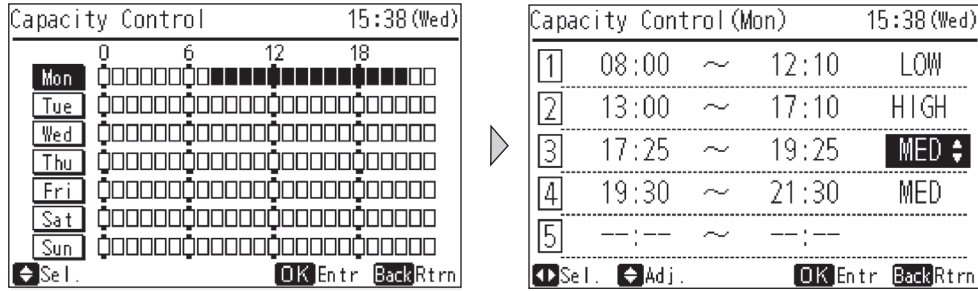 Capacity Control 15:38(Wed)
0 6 12 18
Mon
Tue
Wed
Thu
Fri
Sat
Sun
Sel. OK Entr Back Rtrn
Capacity Control(Mon) 15:38(Wed)
1 08:00 ~ 12:10 LOW
2 13:00 ~ 17:10 HIGH
3 17:25 ~ 19:25 MED
4 19:30 ~ 21:30 MED
5 --:-- ~ --:--
Sel. Adj. OK Entr Back Rtrn